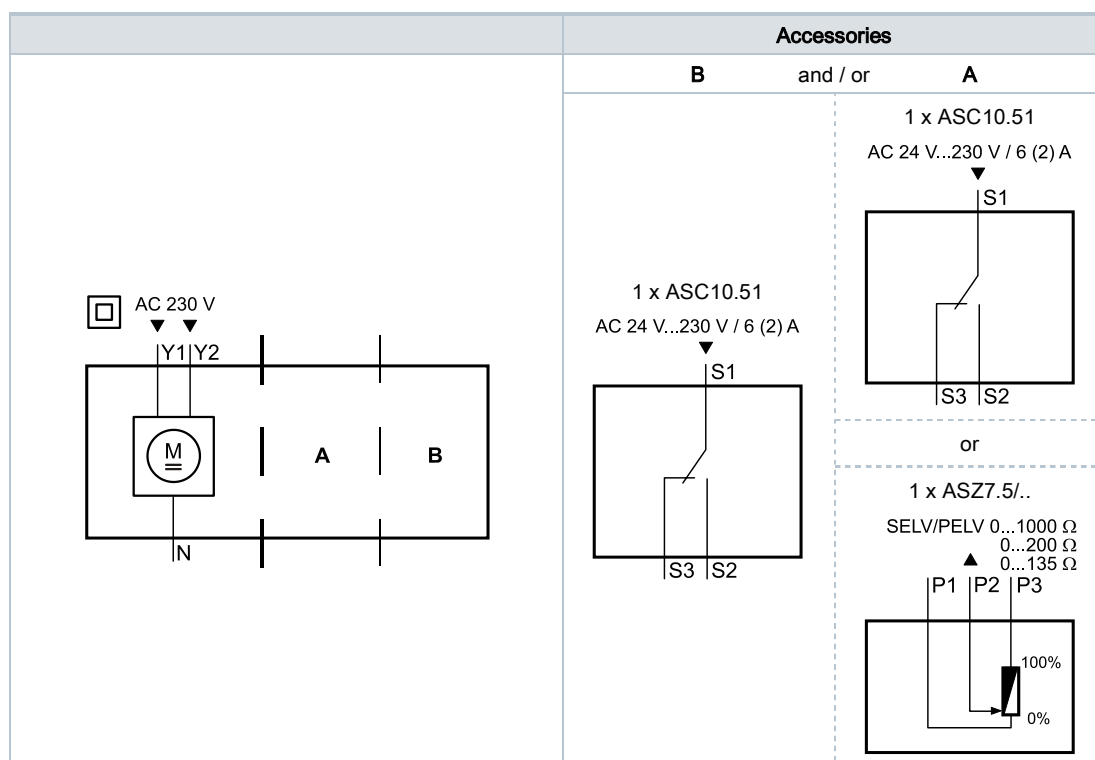 Accessories
B and / or A
AC 230 V
Y1 Y2
M
A B
N
1 x ASC10.51
AC 24 V...230 V / 6 (2) A
S1
S3 S2
1 x ASC10.51
AC 24 V...230 V / 6 (2) A
S1
S3 S2
or
1 x ASZ7.5/..
SELV/PELV 0...1000 Ω
0...200 Ω
0...135 Ω
P1 P2 P3
100%
0%